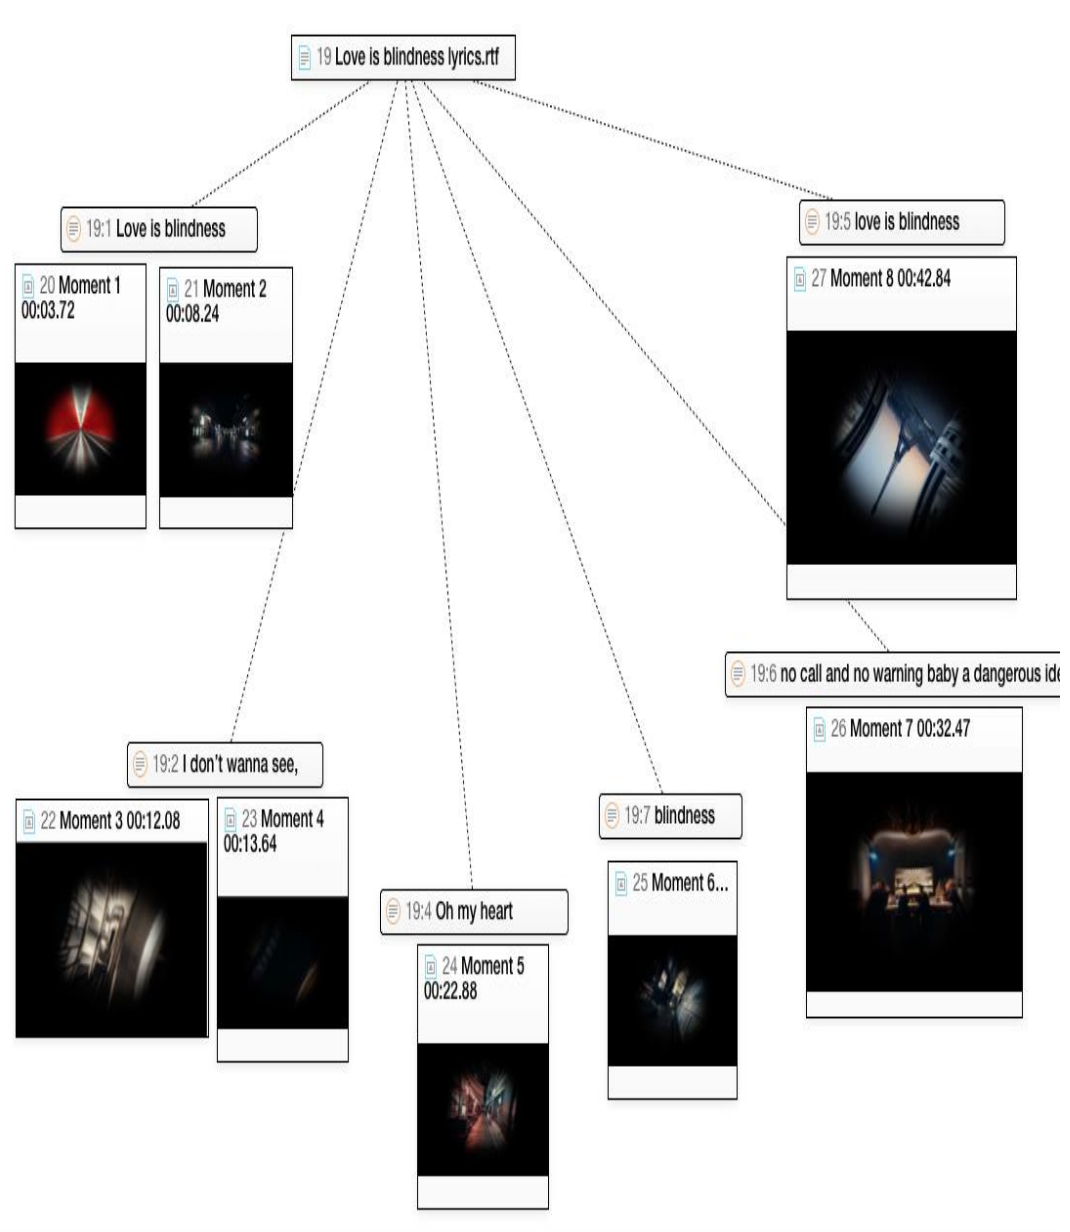 19 Love is blindness lyrics.rtf
19:1 Love is blindness
19:5 love is blindness
20 Moment 1
00:03.72
21 Moment 2
00:08.24
27 Moment 8 00:42.84
19:6 no call and no warning baby a dangerous ide
26 Moment 7 00:32.47
19:2 I don't wanna see,
22 Moment 3 00:12.08
23 Moment 4
00:13.64
19:7 blindness
25 Moment 6...
19:4 Oh my heart
24 Moment 5
00:22.88